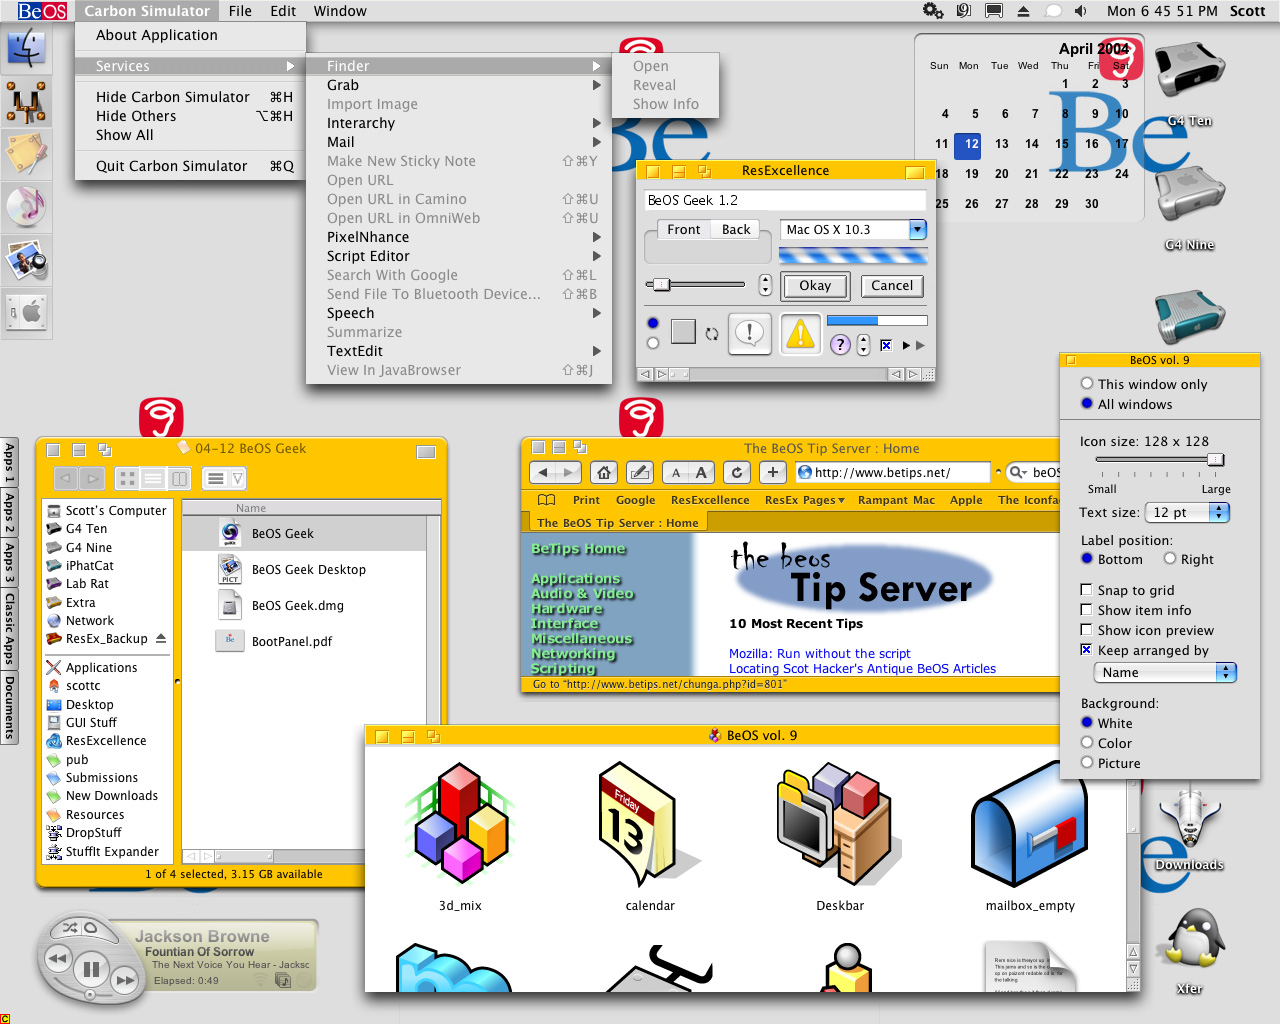 BeOS Carbon Simulator File Edit Window Mon 6 45 51 PM Scott
About Application
Services
Hide Carbon Simulator ⌘H
Hide Others ⌥⌘H
Show All
Quit Carbon Simulator ⌘Q
Finder
Grab
Import Image
Interarchy
Mail
Make New Sticky Note ⇧⌘Y
Open URL
Open URL in Camino ⇧⌘U
Open URL in OmniWeb ⇧⌘U
PixelNhance
Script Editor
Search With Google ⇧⌘L
Send File To Bluetooth Device... ⇧⌘B
Speech
Summarize
TextEdit
View In JavaBrowser ⇧⌘J
Open
Reveal
Show Info
Be
ResExcellence
BeOS Geek 1.2
Front Back
Mac OS X 10.3
Okay Cancel
April 2004
Sun Mon Tue Wed Thu Fri Sat
1 2 3
4 5 6 7 8 9 10
11 12 13 14 15 16 17
18 19 20 21 22 23 24
25 26 27 28 29 30
Be
G4 Ten
G4 Nine
BeOS vol. 9
This window only
All windows
Icon size: 128 x 128
Small Large
Text size: 12 pt
Label position:
Bottom Right
Snap to grid
Show item info
Show icon preview
Keep arranged by
Name
Background:
White
Color
Picture
Apps 1
Apps 2
Apps 3
Classic Apps
Documents
04-12 BeOS Geek
Scott's Computer
G4 Ten
G4 Nine
iPhatCat
Lab Rat
Extra
Network
ResEx_Backup
Applications
scottc
Desktop
GUI Stuff
ResExcellence
pub
Submissions
New Downloads
Resources
DropStuff
StuffIt Expander
Name
BeOS Geek
BeOS Geek Desktop
BeOS Geek.dmg
BootPanel.pdf
PICT
1 of 4 selected, 3.15 GB available
The BeOS Tip Server : Home
A A
http://www.betips.net/
beOS
Print Google ResExcellence ResEx Pages Rampant Mac Apple The Iconfa
The BeOS Tip Server : Home
BeTips Home
Applications
Audio & Video
Hardware
Interface
Miscellaneous
Networking
Scripting
the beos
Tip Server
10 Most Recent Tips
Mozilla: Run without the script
Locating Scot Hacker's Antique BeOS Articles
Go to "http://www.betips.net/chunga.php?id=801"
BeOS vol. 9
Friday
13
3d_mix
calendar
Deskbar
mailbox_empty
Downloads
Xfer
Jackson Browne
Fountian Of Sorrow
The Next Voice You Hear - Jacksc
Elapsed: 0:49